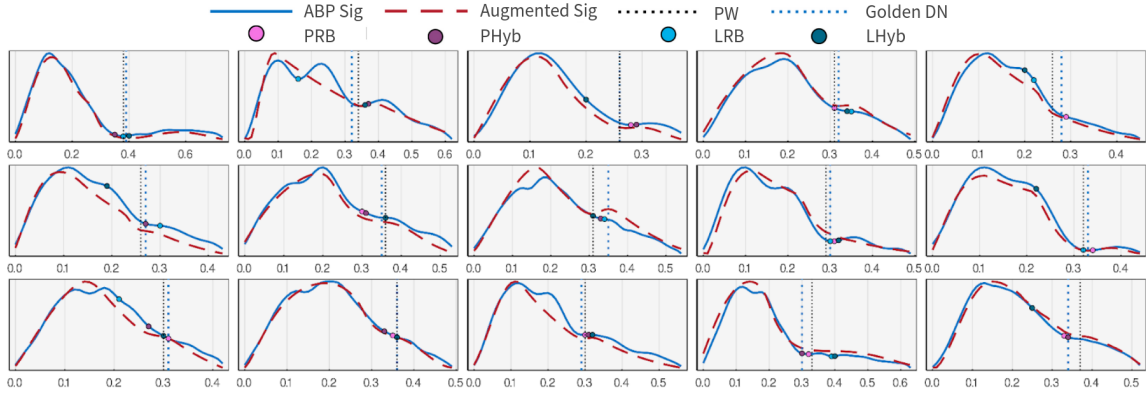 ABP Sig Augmented Sig PW Golden DN
PRB PHyb LRB LHyb
0.0 0.2 0.4 0.6 0.0 0.1 0.2 0.3 0.4 0.5 0.6 0.0 0.1 0.2 0.3 0.0 0.1 0.2 0.3 0.4 0.5 0.0 0.1 0.2 0.3 0.4
0.0 0.1 0.2 0.3 0.4 0.0 0.1 0.2 0.3 0.4 0.5 0.0 0.1 0.2 0.3 0.4 0.5 0.0 0.1 0.2 0.3 0.4 0.5 0.0 0.1 0.2 0.3 0.4
0.0 0.1 0.2 0.3 0.4 0.0 0.1 0.2 0.3 0.4 0.5 0.0 0.1 0.2 0.3 0.4 0.5 0.0 0.1 0.2 0.3 0.4 0.5 0.6 0.0 0.1 0.2 0.3 0.4 0.5